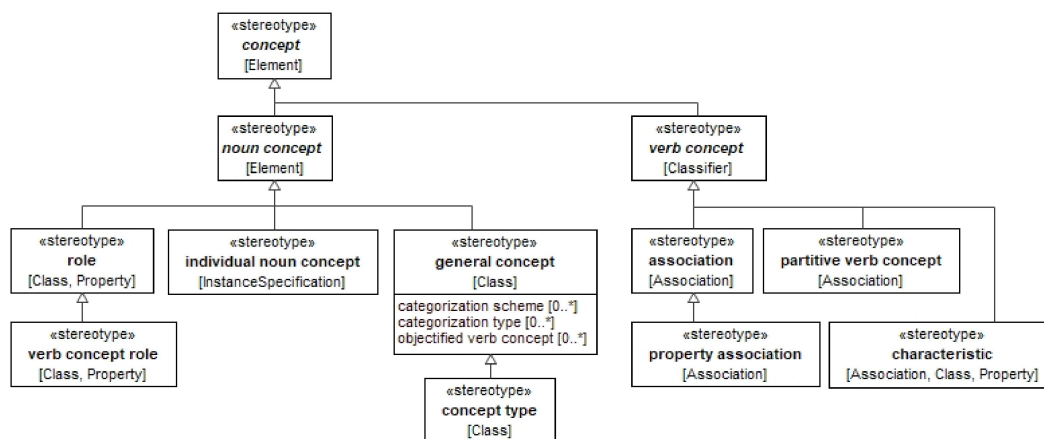 «stereotype»
concept
[Element]
«stereotype»
noun concept
[Element]
«stereotype»
verb concept
[Classifier]
«stereotype»
role
[Class, Property]
«stereotype»
individual noun concept
[InstanceSpecification]
«stereotype»
general concept
[Class]
categorization scheme [0..*]
categorization type [0..*]
objectified verb concept [0..*]
«stereotype»
association
[Association]
«stereotype»
partitive verb concept
[Association]
«stereotype»
verb concept role
[Class, Property]
«stereotype»
property association
[Association]
«stereotype»
characteristic
[Association, Class, Property]
«stereotype»
concept type
[Class]